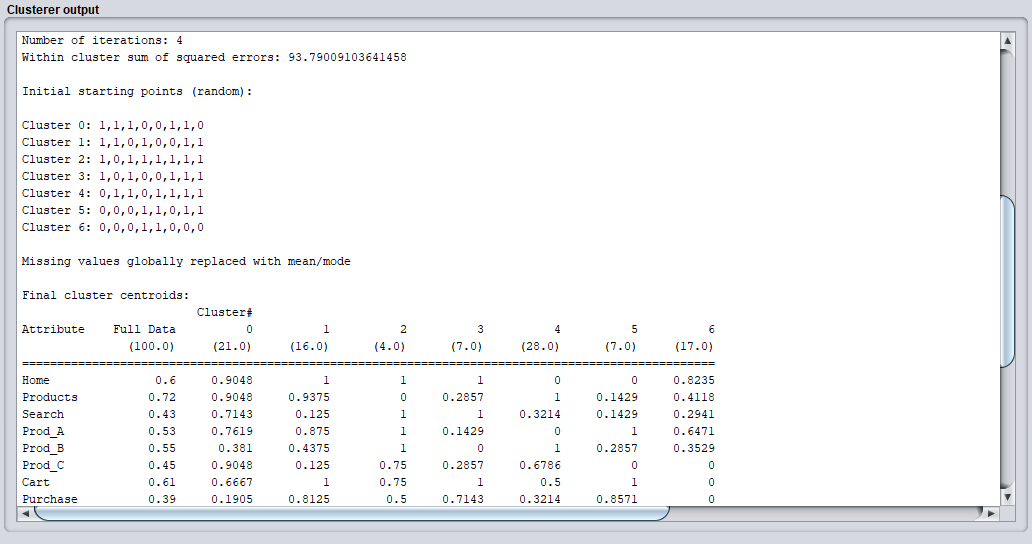 Clusterer output
Number of iterations: 4
Within cluster sum of squared errors: 93.79009103641458
Initial starting points (random):
Cluster 0: 1,1,1,0,0,1,1,0
Cluster 1: 1,1,0,1,0,0,1,1
Cluster 2: 1,0,1,1,1,1,1,1
Cluster 3: 1,0,1,0,0,1,1,1
Cluster 4: 0,1,1,0,1,1,1,1
Cluster 5: 0,0,0,1,1,0,1,1
Cluster 6: 0,0,0,1,1,0,0,0
Missing values globally replaced with mean/mode
Final cluster centroids:
Cluster#
Attribute Full Data 0 1 2 3 4 5 6
(100.0) (21.0) (16.0) (4.0) (7.0) (28.0) (7.0) (17.0)
==========================================================================================
Home 0.6 0.9048 1 1 1 0 0 0.8235
Products 0.72 0.9048 0.9375 0 0.2857 1 0.1429 0.4118
Search 0.43 0.7143 0.125 1 1 0.3214 0.1429 0.2941
Prod_A 0.53 0.7619 0.875 1 0.1429 0 1 0.6471
Prod_B 0.55 0.381 0.4375 1 0 1 0.2857 0.3529
Prod_C 0.45 0.9048 0.125 0.75 0.2857 0.6786 0 0
Cart 0.61 0.6667 1 0.75 1 0.5 1 0
Purchase 0.39 0.1905 0.8125 0.5 0.7143 0.3214 0.8571 0